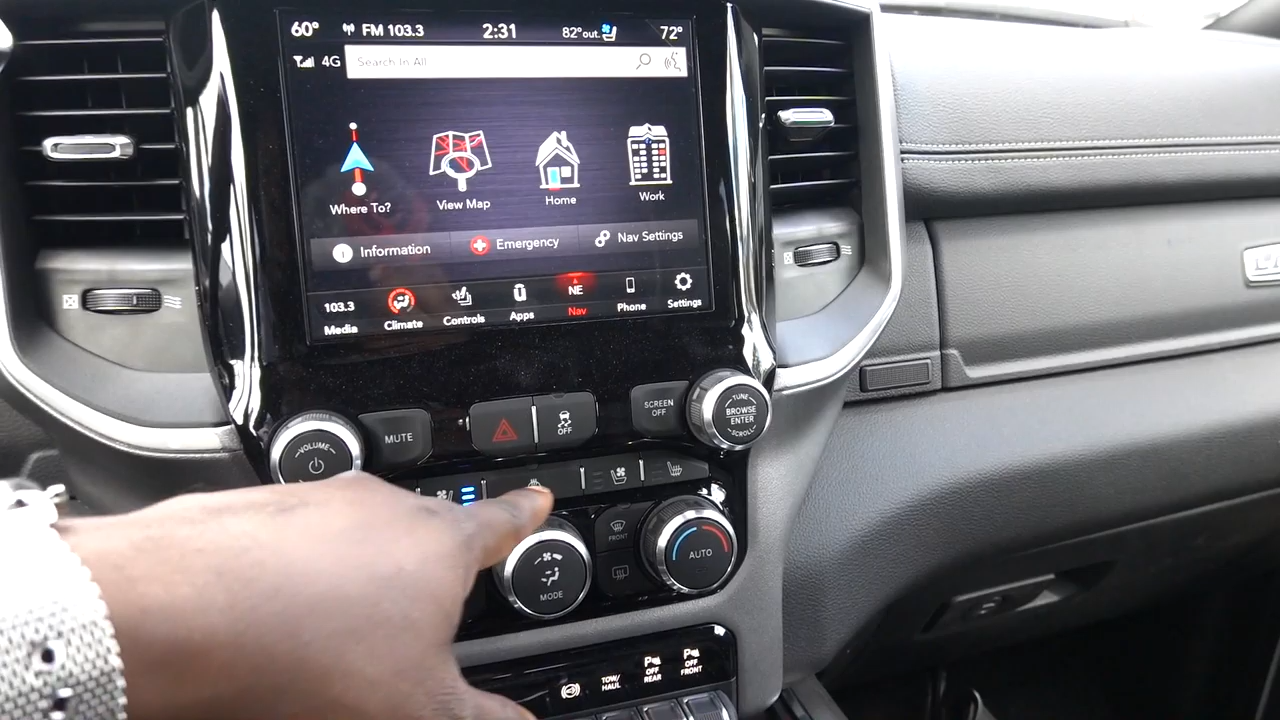 60° FM 103.3 2:31 82°out. 72°
4G Search In All
Where To? View Map Home Work
Information Emergency Nav Settings
103.3 NE
Media Climate Controls Apps Nav Phone Settings
VOLUME MUTE OFF SCREEN OFF TUNE BROWSE ENTER SCROLL
MODE FRONT AUTO
TOW/HAUL P OFF REAR P OFF FRONT